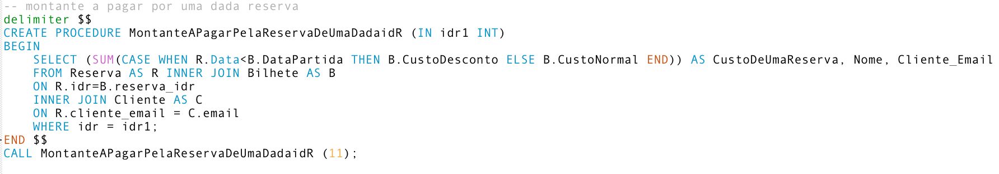 -- montante a pagar por uma dada reserva
delimiter $$
CREATE PROCEDURE MontanteAPagarPelaReservaDeUmaDadaidR (IN idr1 INT)
BEGIN
    SELECT (SUM(CASE WHEN R.Data<B.DataPartida THEN B.CustoDesconto ELSE B.CustoNormal END)) AS CustoDeUmaReserva, Nome, Cliente_Email
    FROM Reserva AS R INNER JOIN Bilhete AS B
    ON R.idr=B.reserva_idr
    INNER JOIN Cliente AS C
    ON R.cliente_email = C.email
    WHERE idr = idr1;
END $$
CALL MontanteAPagarPelaReservaDeUmaDadaidR (11);